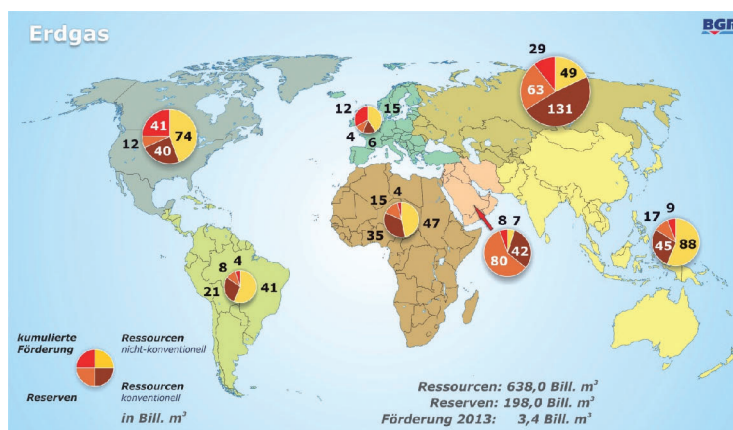 Erdgas
BGR
29
49
63
131
12
15
4
6
41
74
12
40
4
15
47
35
8 7
42
80
9
17
88
45
4
8
41
21
kumulierte
Förderung
Ressourcen
nicht-konventionell
Reserven
Ressourcen
konventionell
in Bill. m³
Ressourcen: 638,0 Bill. m³
Reserven: 198,0 Bill. m³
Förderung 2013: 3,4 Bill. m³